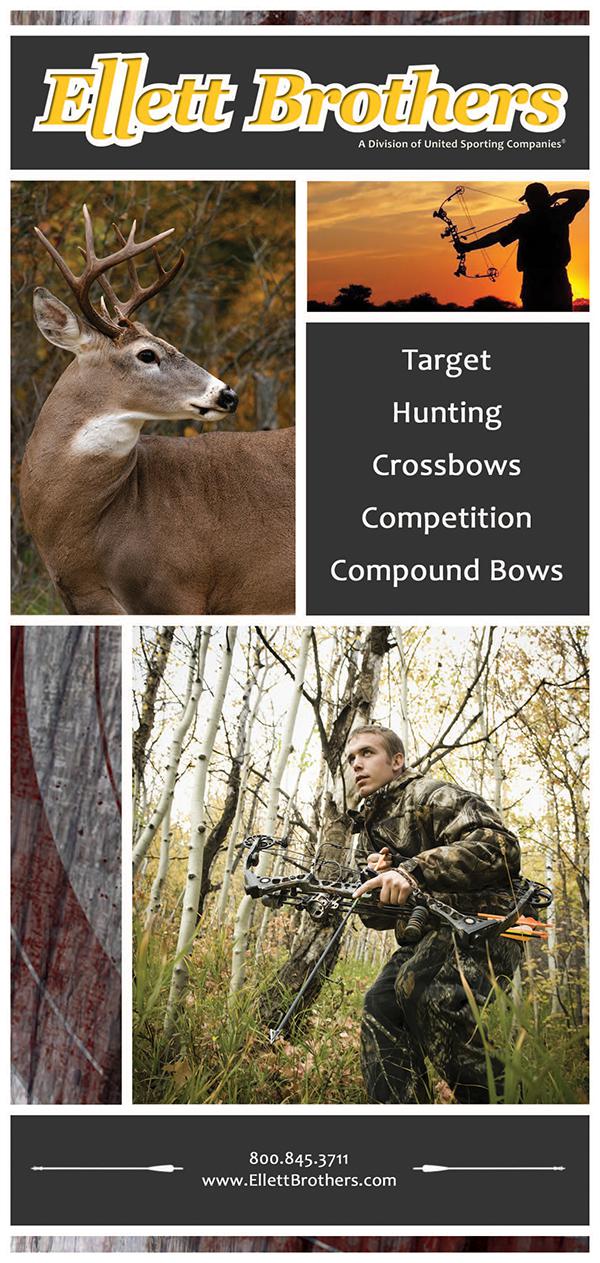 Ellett Brothers
A Division of United Sporting Companies®
Target
Hunting
Crossbows
Competition
Compound Bows
800.845.3711
www.EllettBrothers.com